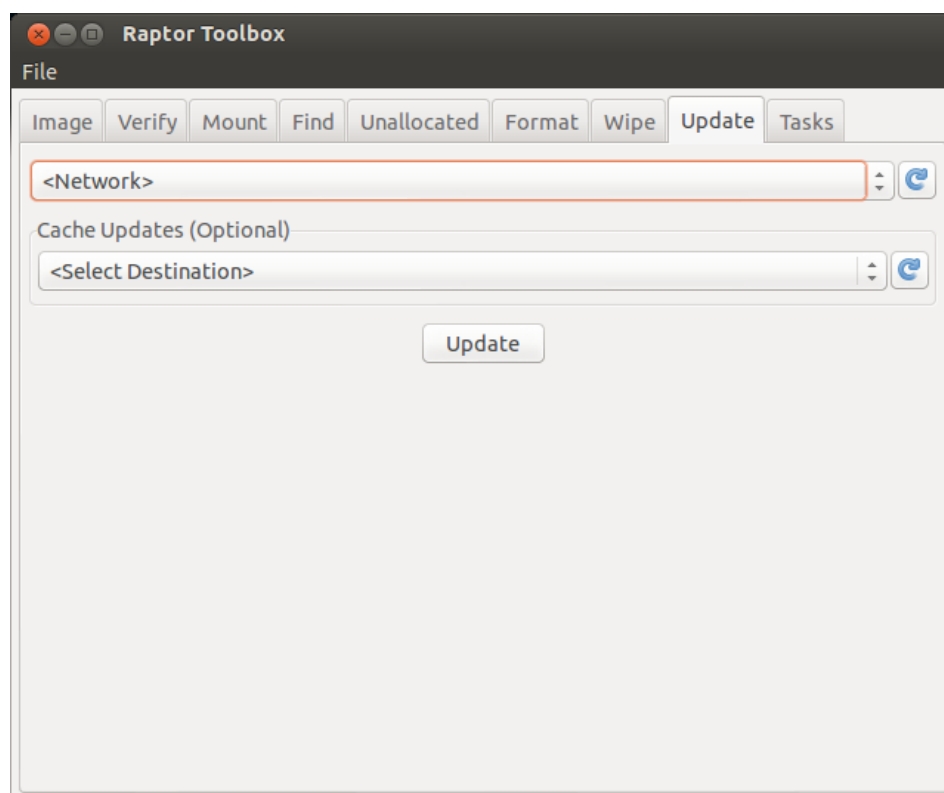 Raptor Toolbox
File
Image Verify Mount Find Unallocated Format Wipe Update Tasks
<Network>
Cache Updates (Optional)
<Select Destination>
Update